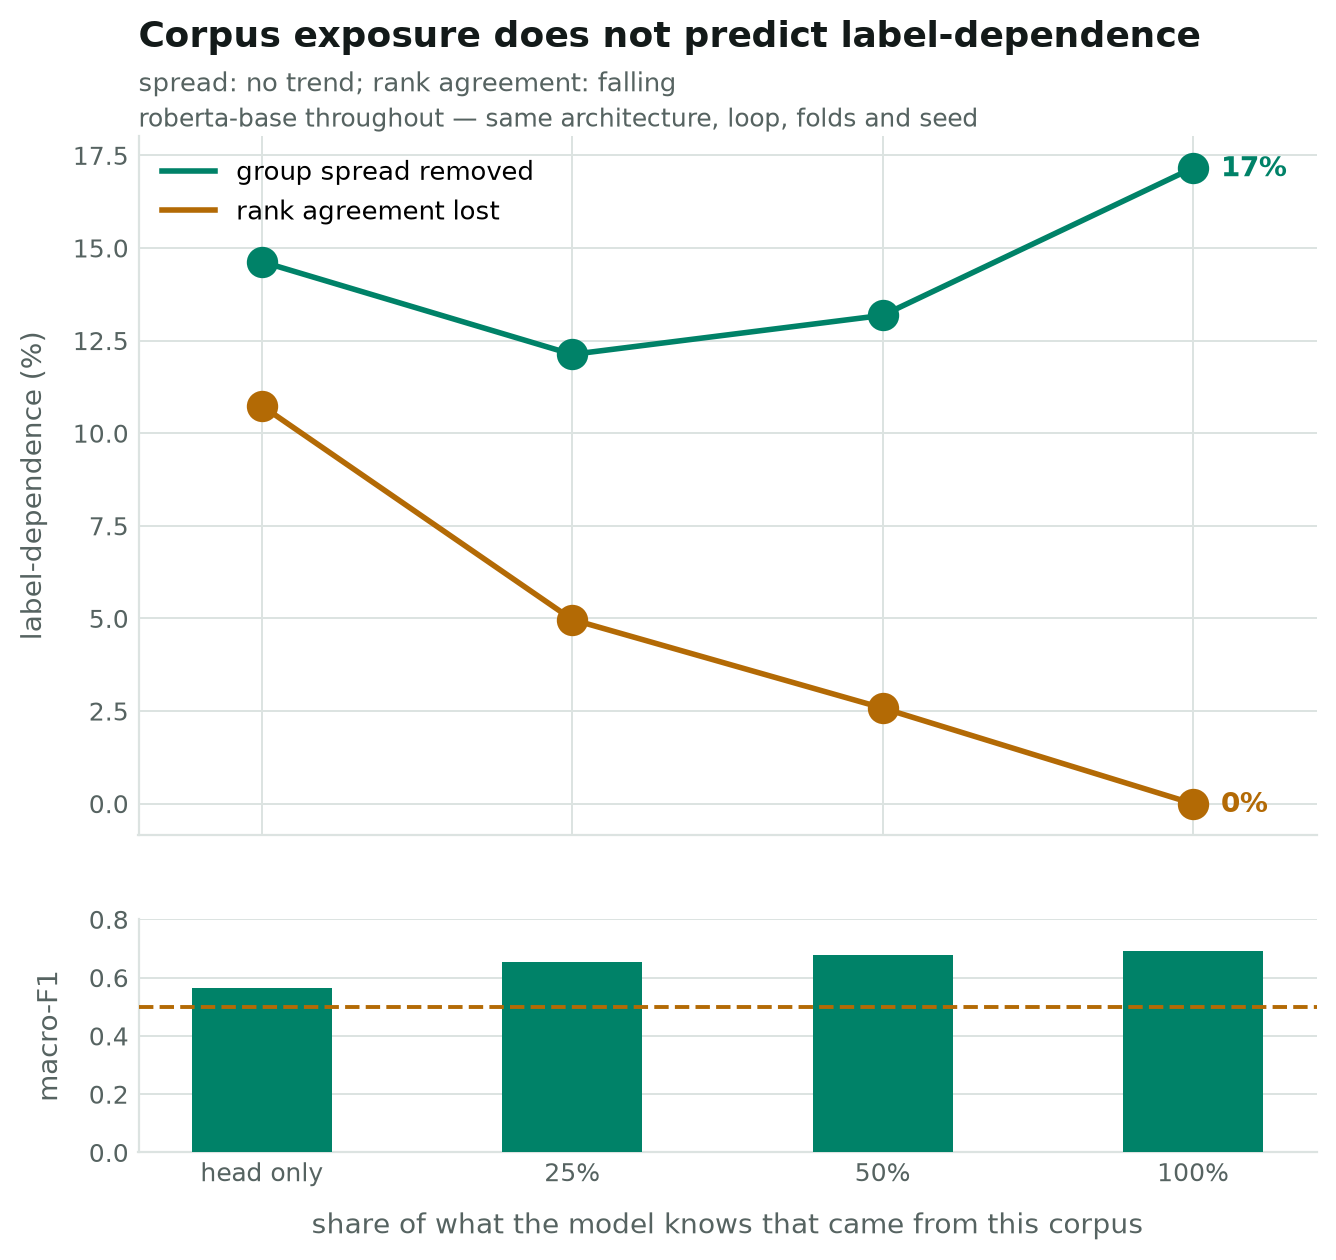 Corpus exposure does not predict label-dependence
spread: no trend; rank agreement: falling
roberta-base throughout — same architecture, loop, folds and seed
group spread removed
rank agreement lost
17.5
15.0
12.5
10.0
7.5
5.0
2.5
0.0
label-dependence (%)
17%
0%
0.8
0.6
0.4
0.2
0.0
macro-F1
head only
25%
50%
100%
share of what the model knows that came from this corpus